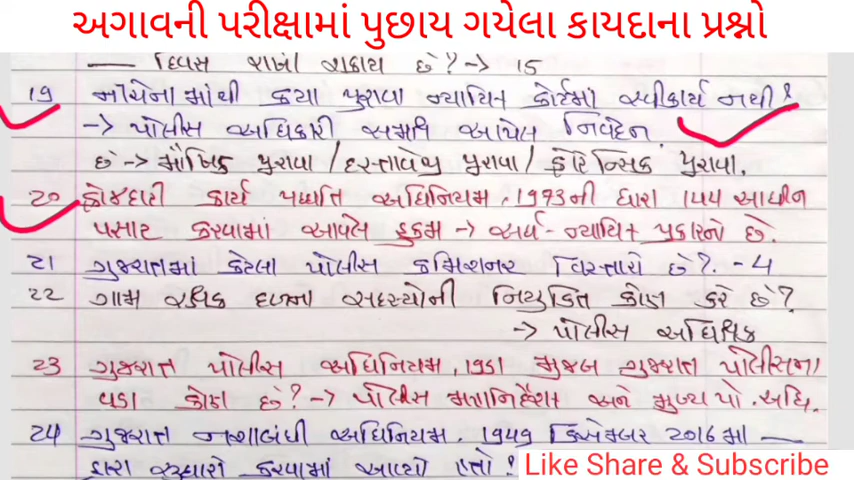 અગાવની પરીક્ષામાં પુછાય ગયેલા કાયદાના પ્રશ્નો
—— દિવસ રાખી શકાય છે? → 15
19 નીચેનામાંથી કયા પુરાવા ન્યાયિક કોર્ટમાં સ્વીકાર્ય નથી?
→ પોલીસ અધિકારી સમક્ષ આપેલ નિવેદન.
છે → મૌખિક પુરાવા / દસ્તાવેજી પુરાવા / ફોરેન્સિક પુરાવા.
20 ફોજદારી કાર્ય પધ્ધતિ અધિનિયમ, 1973ની ધારા 144 આધીન
પસાર કરવામાં આવેલ હુકમ → અર્ધ-ન્યાયિક પ્રકારનો છે.
21 ગુજરાતમાં કેટલા પોલીસ કમિશનર વિસ્તારો છે? - 4
22 ગ્રામ રક્ષક દળના સદસ્યોની નિયુક્તિ કોણ કરે છે?
→ પોલીસ અધિક્ષક
23 ગુજરાત પોલીસ અધિનિયમ, 1951 મુજબ ગુજરાત પોલીસના
વડા કોણ છે? → પોલીસ મહાનિર્દેશક અને મુખ્ય પો. અધિ.
24 ગુજરાત નશાબંધી અધિનિયમ. 1949 ડિસેમ્બર 2016 મા ——
દ્વારા સુધારો કરવામાં આવ્યો હતો?
Like Share & Subscribe